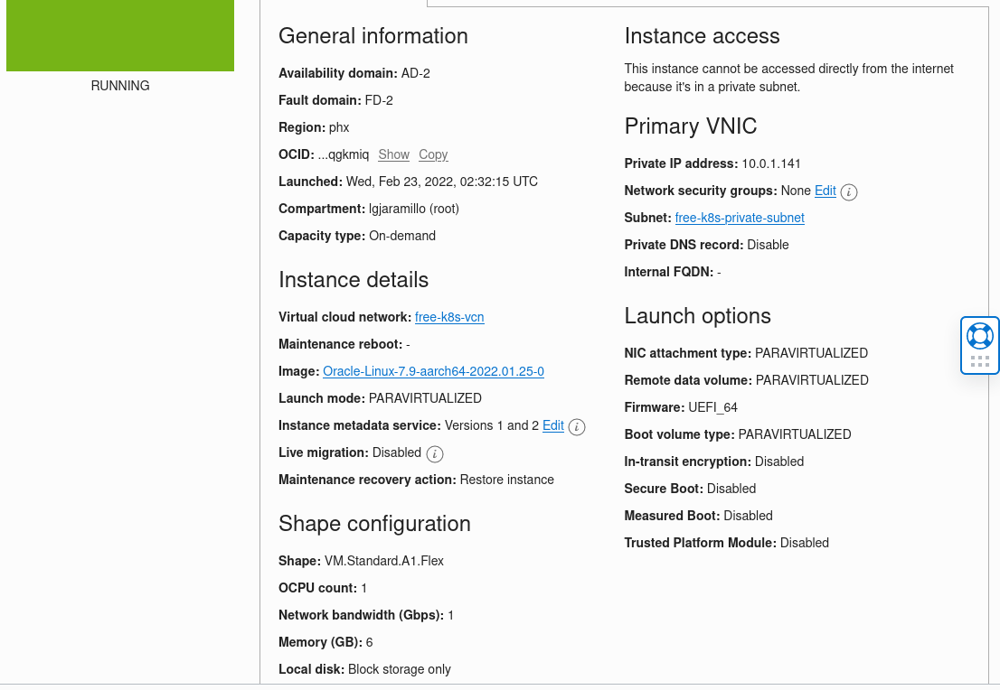 RUNNING
General information
Availability domain: AD-2
Fault domain: FD-2
Region: phx
OCID: ...qgkmiq Show Copy
Launched: Wed, Feb 23, 2022, 02:32:15 UTC
Compartment: lgjaramillo (root)
Capacity type: On-demand
Instance details
Virtual cloud network: free-k8s-vcn
Maintenance reboot: -
Image: Oracle-Linux-7.9-aarch64-2022.01.25-0
Launch mode: PARAVIRTUALIZED
Instance metadata service: Versions 1 and 2 Edit i
Live migration: Disabled i
Maintenance recovery action: Restore instance
Shape configuration
Shape: VM.Standard.A1.Flex
OCPU count: 1
Network bandwidth (Gbps): 1
Memory (GB): 6
Local disk: Block storage only
Instance access
This instance cannot be accessed directly from the internet
because it's in a private subnet.
Primary VNIC
Private IP address: 10.0.1.141
Network security groups: None Edit i
Subnet: free-k8s-private-subnet
Private DNS record: Disable
Internal FQDN: -
Launch options
NIC attachment type: PARAVIRTUALIZED
Remote data volume: PARAVIRTUALIZED
Firmware: UEFI_64
Boot volume type: PARAVIRTUALIZED
In-transit encryption: Disabled
Secure Boot: Disabled
Measured Boot: Disabled
Trusted Platform Module: Disabled